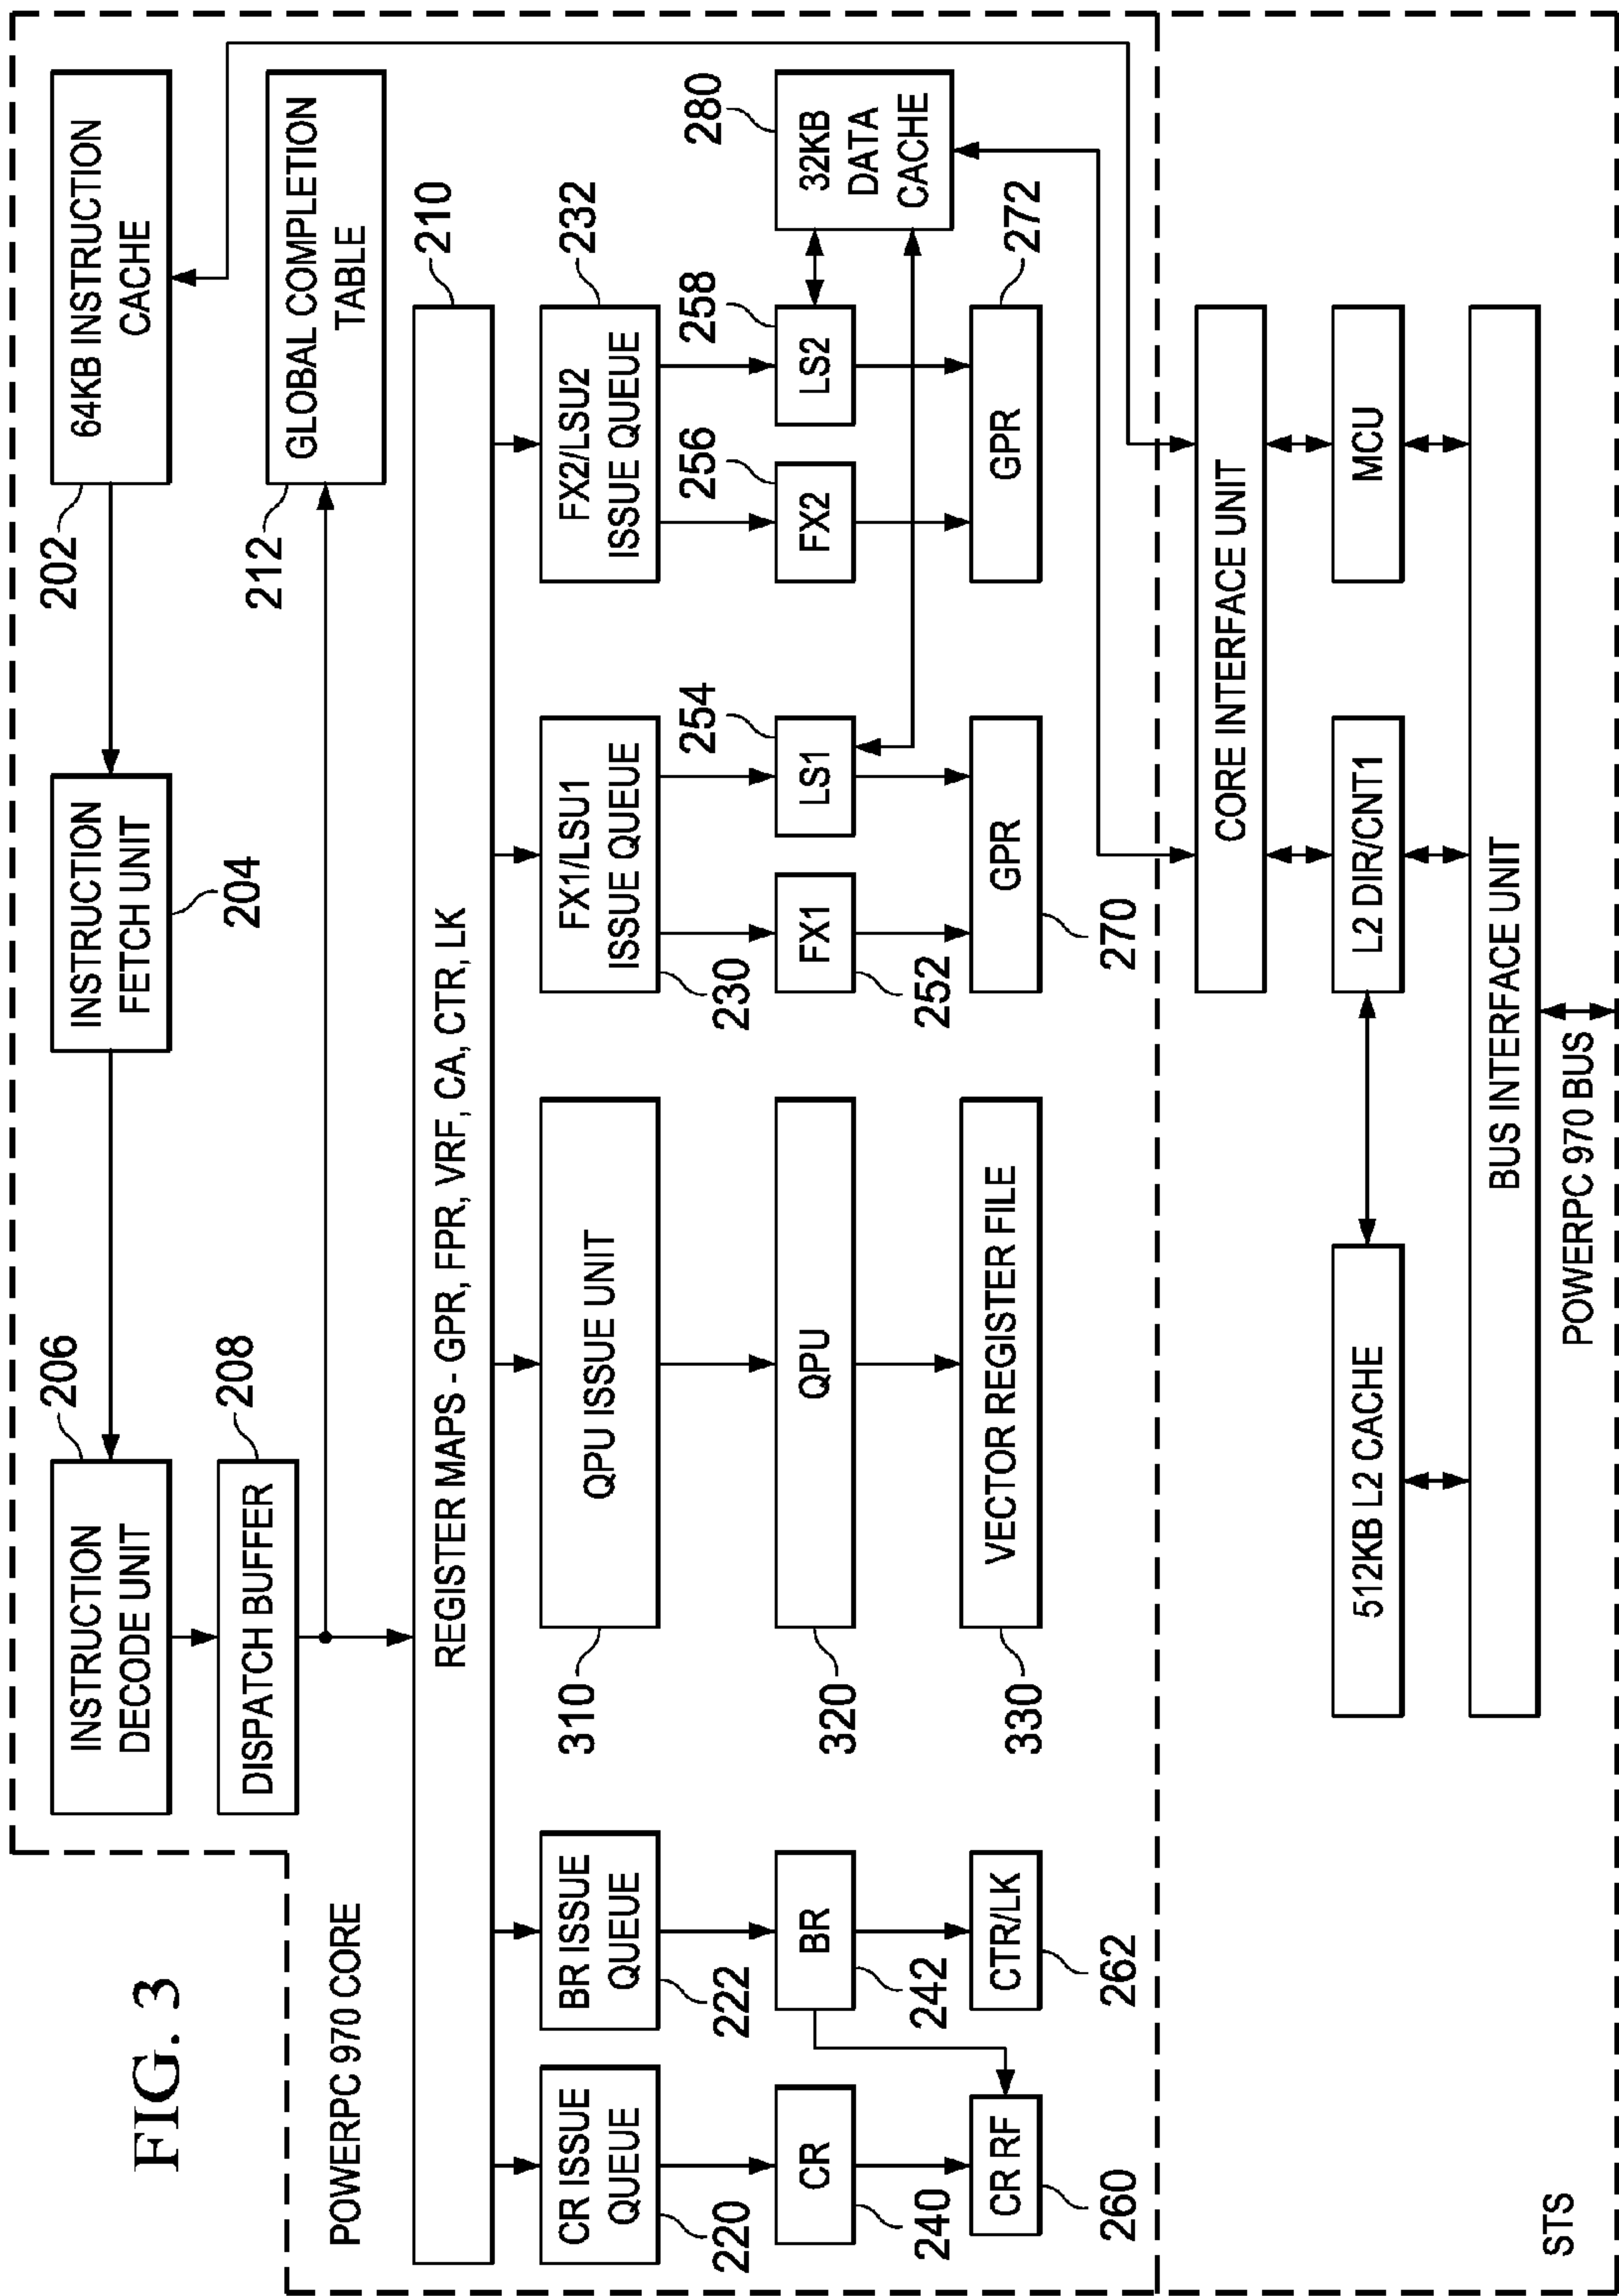 FIG. 3
206
INSTRUCTION
DECODE UNIT
INSTRUCTION
FETCH UNIT
204
202
64KB INSTRUCTION
CACHE
208
DISPATCH BUFFER
212
GLOBAL COMPLETION
TABLE
POWERPC 970 CORE
210
REGISTER MAPS - GPR, FPR, VRF, CA, CTR, LK
CR ISSUE
QUEUE
220
BR ISSUE
QUEUE
222
QPU ISSUE UNIT
310
FX1/LSU1
ISSUE QUEUE
230
FX2/LSU2
ISSUE QUEUE
232
CR
240
BR
242
QPU
320
FX1
252
LS1
254
FX2
256
LS2
258
32KB
DATA
CACHE
280
CR RF
260
CTR/LK
262
VECTOR REGISTER FILE
330
GPR
270
GPR
272
CORE INTERFACE UNIT
512KB L2 CACHE
L2 DIR/CNT1
MCU
BUS INTERFACE UNIT
POWERPC 970 BUS
STS